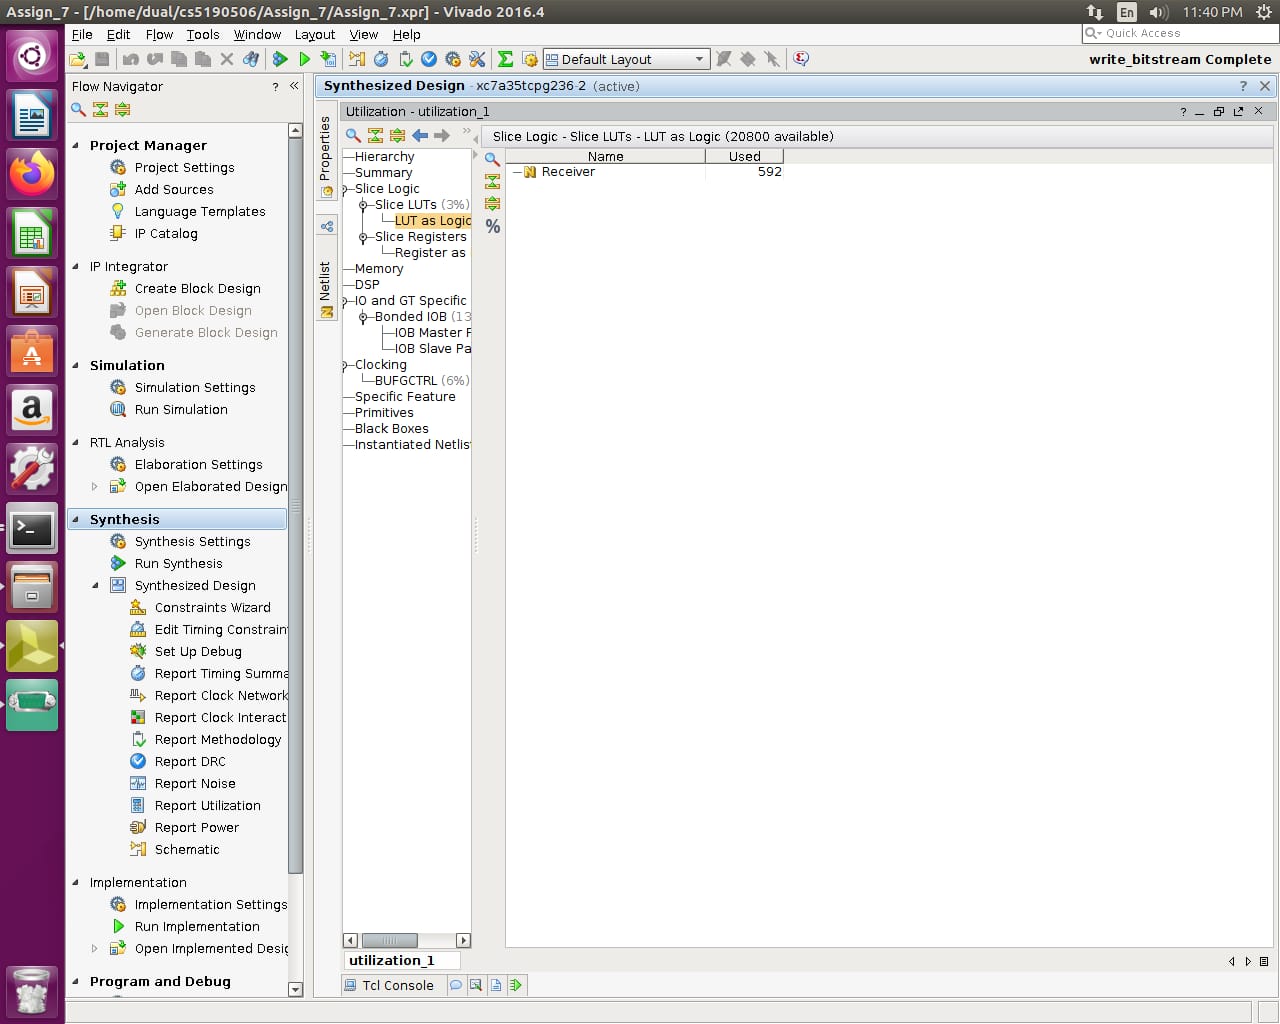 Assign_7 - [/home/dual/cs5190506/Assign_7/Assign_7.xpr] - Vivado 2016.4
En
11:40 PM
File Edit Flow Tools Window Layout View Help
Quick Access
Default Layout
write_bitstream Complete
Flow Navigator
Project Manager
Project Settings
Add Sources
Language Templates
IP Catalog
IP Integrator
Create Block Design
Open Block Design
Generate Block Design
Simulation
Simulation Settings
Run Simulation
RTL Analysis
Elaboration Settings
Open Elaborated Design
Synthesis
Synthesis Settings
Run Synthesis
Synthesized Design
Constraints Wizard
Edit Timing Constrain
Set Up Debug
Report Timing Summa
Report Clock Network
Report Clock Interact
Report Methodology
Report DRC
Report Noise
Report Utilization
Report Power
Schematic
Implementation
Implementation Settings
Run Implementation
Open Implemented Desig
Program and Debug
Synthesized Design - xc7a35tcpg236-2 (active)
Utilization - utilization_1
Properties
Netlist
Hierarchy
Summary
Slice Logic
Slice LUTs (3%)
LUT as Logic
Slice Registers
Register as
Memory
DSP
IO and GT Specific
Bonded IOB (13
IOB Master P
IOB Slave Pa
Clocking
BUFGCTRL (6%)
Specific Feature
Primitives
Black Boxes
Instantiated Netlis
Slice Logic - Slice LUTs - LUT as Logic (20800 available)
%
Name Used
Receiver 592
utilization_1
Tcl Console